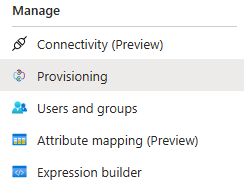 Manage
Connectivity (Preview)
Provisioning
Users and groups
Attribute mapping (Preview)
Expression builder